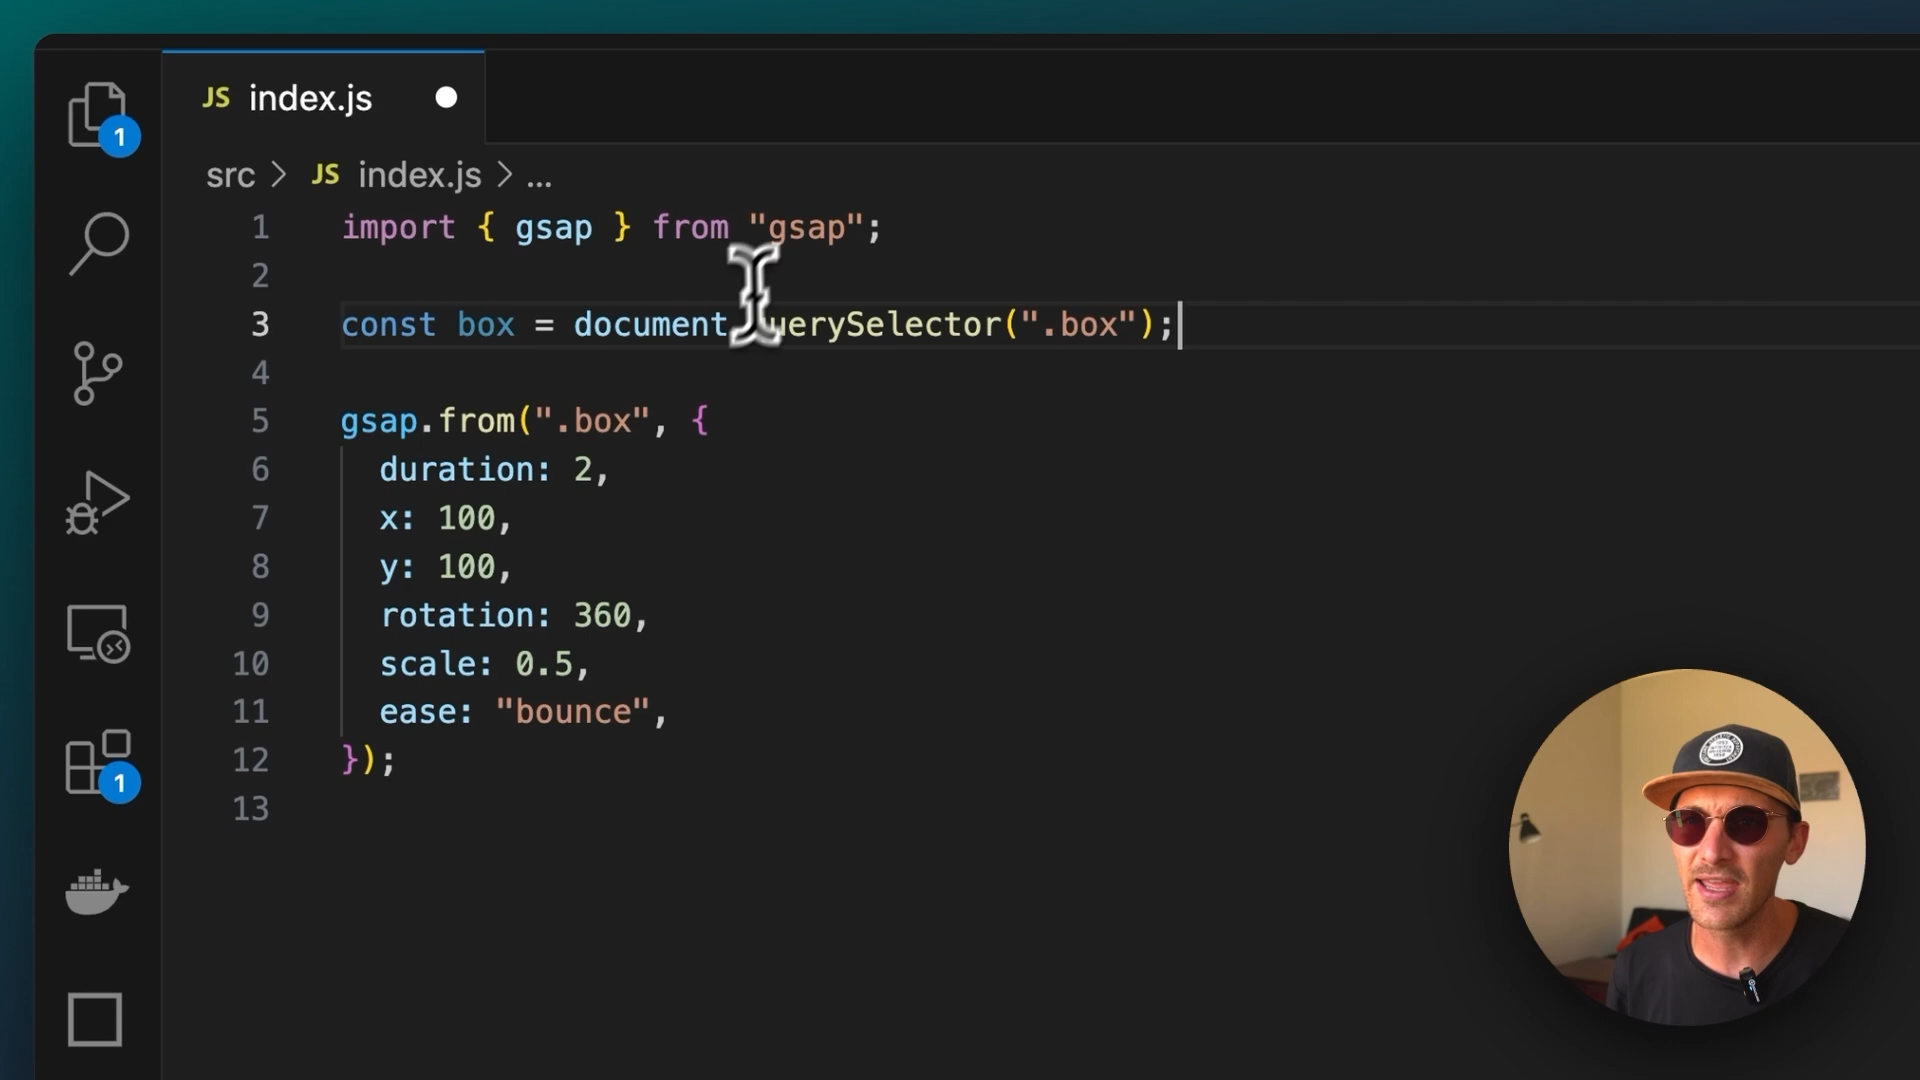 JS index.js
1
src > JS index.js > ...
1 import { gsap } from "gsap";
2
3 const box = document.querySelector(".box");
4
5 gsap.from(".box", {
6 duration: 2,
7 x: 100,
8 y: 100,
9 rotation: 360,
10 scale: 0.5,
11 ease: "bounce",
12 });
13
1